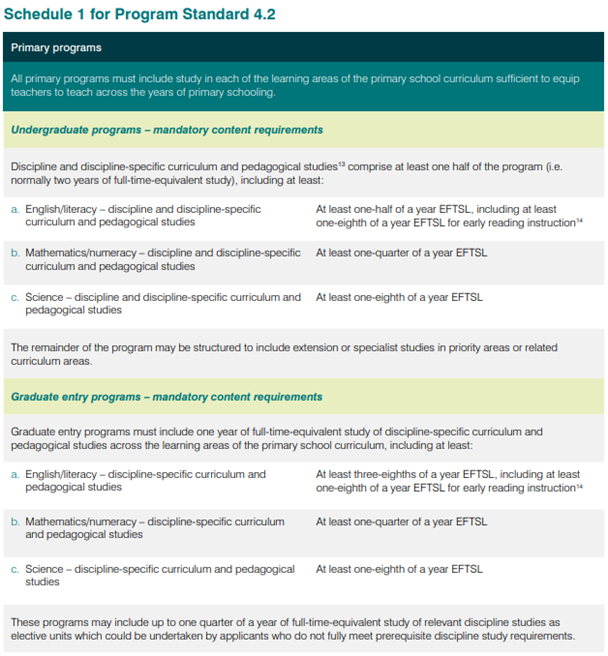 Schedule 1 for Program Standard 4.2
Primary programs
All primary programs must include study in each of the learning areas of the primary school curriculum sufficient to equip
teachers to teach across the years of primary schooling.
Undergraduate programs – mandatory content requirements
Discipline and discipline-specific curriculum and pedagogical studies¹³ comprise at least one half of the program (i.e.
normally two years of full-time-equivalent study), including at least:
a. English/literacy – discipline and discipline-specific
curriculum and pedagogical studies
At least one-half of a year EFTSL, including at least
one-eighth of a year EFTSL for early reading instruction¹⁴
b. Mathematics/numeracy – discipline and discipline-specific
curriculum and pedagogical studies
At least one-quarter of a year EFTSL
c. Science – discipline and discipline-specific curriculum and
pedagogical studies
At least one-eighth of a year EFTSL
The remainder of the program may be structured to include extension or specialist studies in priority areas or related
curriculum areas.
Graduate entry programs – mandatory content requirements
Graduate entry programs must include one year of full-time-equivalent study of discipline-specific curriculum and
pedagogical studies across the learning areas of the primary school curriculum, including at least:
a. English/literacy – discipline-specific curriculum and
pedagogical studies
At least three-eighths of a year EFTSL, including at least
one-eighth of a year EFTSL for early reading instruction¹⁴
b. Mathematics/numeracy – discipline-specific curriculum
and pedagogical studies
At least one-quarter of a year EFTSL
c. Science – discipline-specific curriculum and pedagogical
studies
At least one-eighth of a year EFTSL
These programs may include up to one quarter of a year of full-time-equivalent study of relevant discipline studies as
elective units which could be undertaken by applicants who do not fully meet prerequisite discipline study requirements.